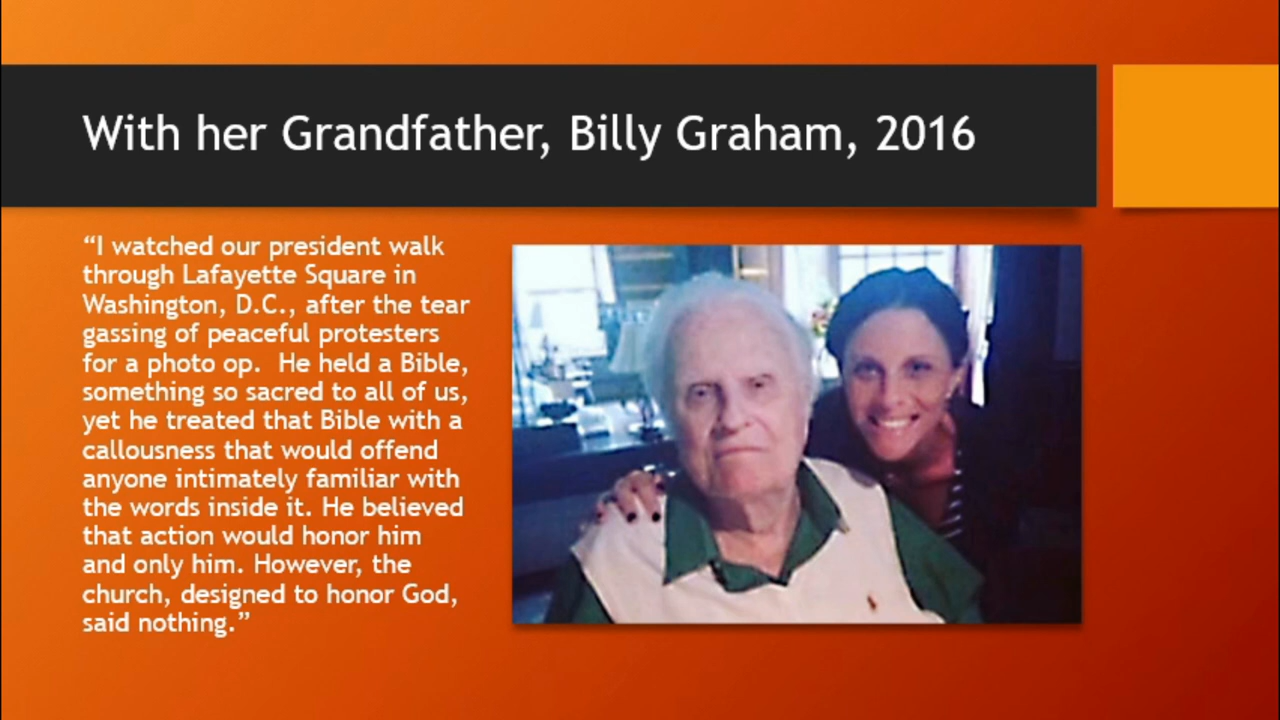 With her Grandfather, Billy Graham, 2016
“I watched our president walk
through Lafayette Square in
Washington, D.C., after the tear
gassing of peaceful protesters
for a photo op.  He held a Bible,
something so sacred to all of us,
yet he treated that Bible with a
callousness that would offend
anyone intimately familiar with
the words inside it. He believed
that action would honor him
and only him. However, the
church, designed to honor God,
said nothing.”